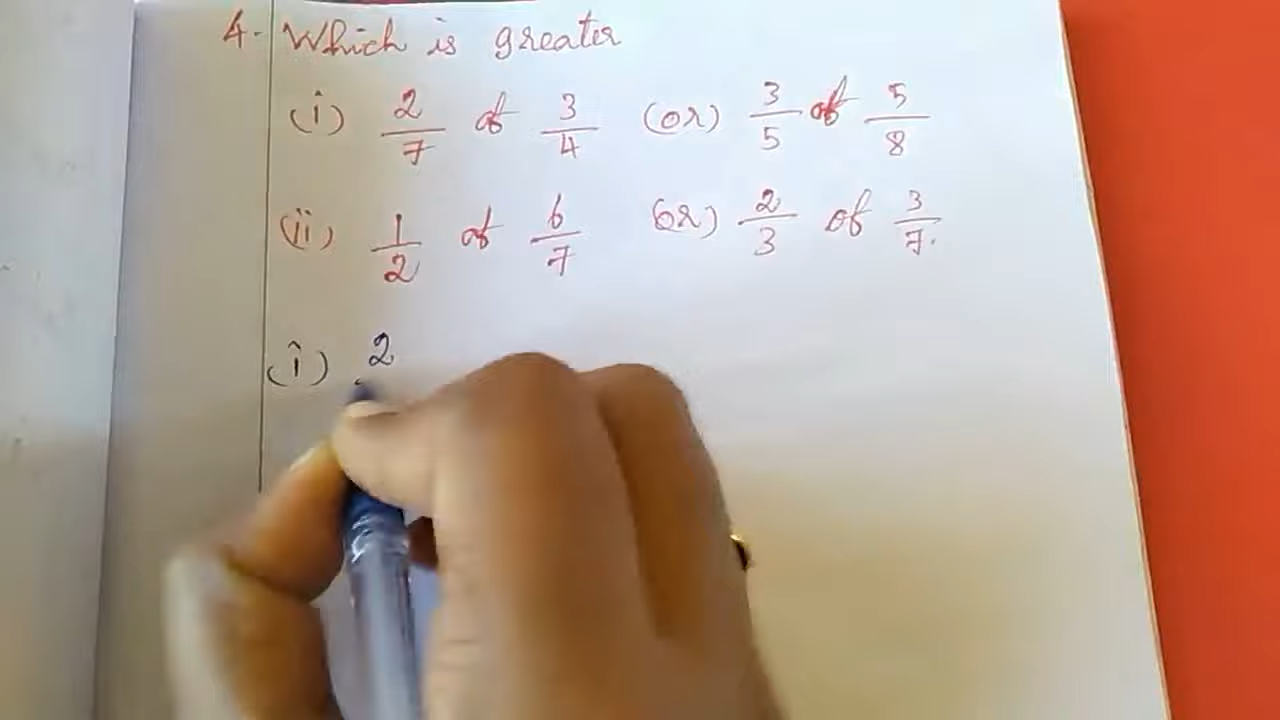 4. Which is greater
(i) 2/7 of 3/4 (or) 3/5 of 5/8
(ii) 1/2 of 6/7 (or) 2/3 of 3/7.
(i) 2